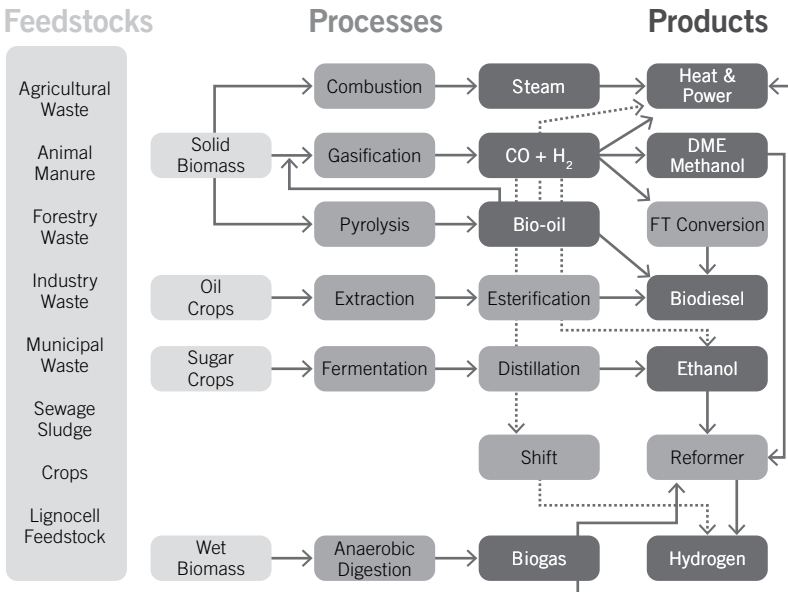 Feedstocks
Processes
Products
Agricultural
Waste
Animal
Manure
Forestry
Waste
Industry
Waste
Municipal
Waste
Sewage
Sludge
Crops
Lignocell
Feedstock
Combustion
Steam
Heat &
Power
Solid
Biomass
Gasification
CO + H₂
DME
Methanol
Pyrolysis
Bio-oil
FT Conversion
Oil
Crops
Extraction
Esterification
Biodiesel
Sugar
Crops
Fermentation
Distillation
Ethanol
Shift
Reformer
Wet
Biomass
Anaerobic
Digestion
Biogas
Hydrogen